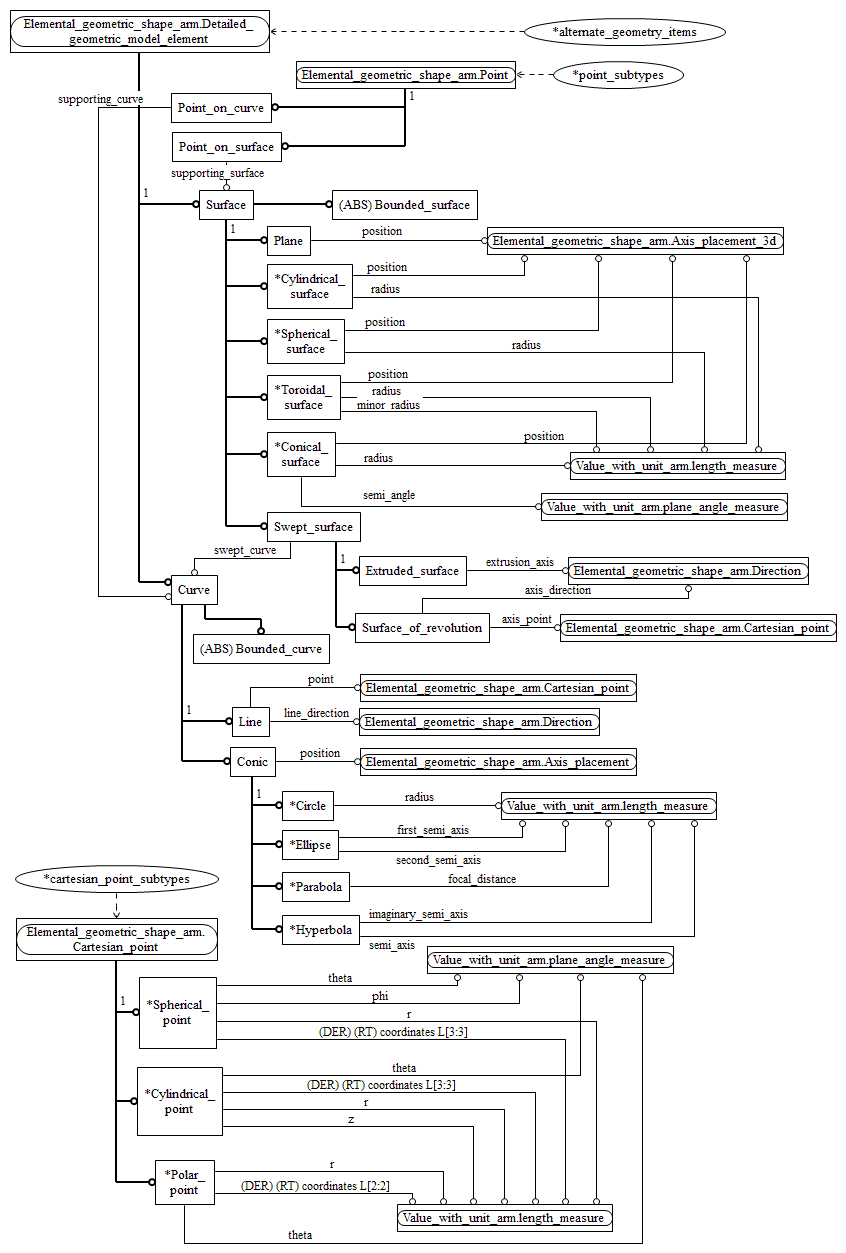 Elemental_geometric_shape_arm.Detailed_
geometric_model_element
*alternate_geometry_items
Elemental_geometric_shape_arm.Point
*point_subtypes
supporting_curve
Point_on_curve
1
Point_on_surface
supporting_surface
1
Surface
(ABS) Bounded_surface
1
Plane
position
Elemental_geometric_shape_arm.Axis_placement_3d
*Cylindrical_
surface
position
radius
*Spherical_
surface
position
radius
*Toroidal_
surface
position
radius
minor_radius
*Conical_
surface
position
radius
Value_with_unit_arm.length_measure
semi_angle
Value_with_unit_arm.plane_angle_measure
Swept_surface
swept_curve
1
Extruded_surface
extrusion_axis
Elemental_geometric_shape_arm.Direction
axis_direction
Curve
Surface_of_revolution
axis_point
Elemental_geometric_shape_arm.Cartesian_point
(ABS) Bounded_curve
point
Elemental_geometric_shape_arm.Cartesian_point
1
Line
line_direction
Elemental_geometric_shape_arm.Direction
Conic
position
Elemental_geometric_shape_arm.Axis_placement
1
*Circle
radius
Value_with_unit_arm.length_measure
*Ellipse
first_semi_axis
second_semi_axis
*Parabola
focal_distance
*cartesian_point_subtypes
*Hyperbola
imaginary_semi_axis
semi_axis
Elemental_geometric_shape_arm.
Cartesian_point
Value_with_unit_arm.plane_angle_measure
1
*Spherical_
point
theta
phi
r
(DER) (RT) coordinates L[3:3]
*Cylindrical_
point
theta
(DER) (RT) coordinates L[3:3]
r
z
*Polar_
point
r
(DER) (RT) coordinates L[2:2]
Value_with_unit_arm.length_measure
theta